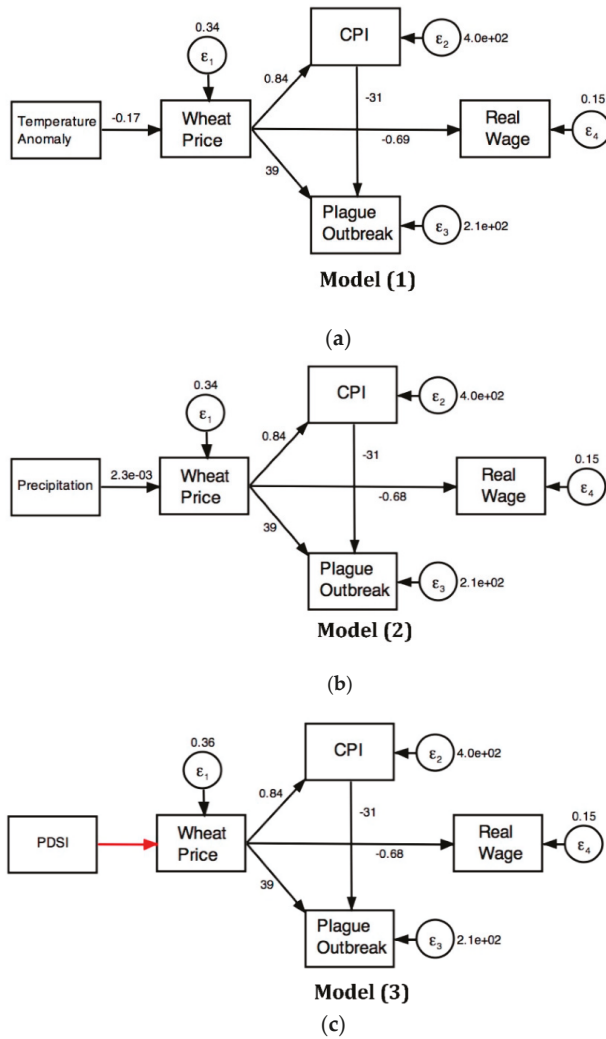 0.34
ε1
CPI
ε2
4.0e+02
0.84
-31
0.15
Temperature
Anomaly
-0.17
Wheat
Price
-0.69
Real
Wage
ε4
39
Plague
Outbreak
ε3
2.1e+02
Model (1)
(a)
0.34
ε1
CPI
ε2
4.0e+02
0.84
-31
0.15
Precipitation
2.3e-03
Wheat
Price
-0.68
Real
Wage
ε4
39
Plague
Outbreak
ε3
2.1e+02
Model (2)
(b)
0.36
ε1
CPI
ε2
4.0e+02
0.84
-31
0.15
PDSI
Wheat
Price
-0.68
Real
Wage
ε4
39
Plague
Outbreak
ε3
2.1e+02
Model (3)
(c)